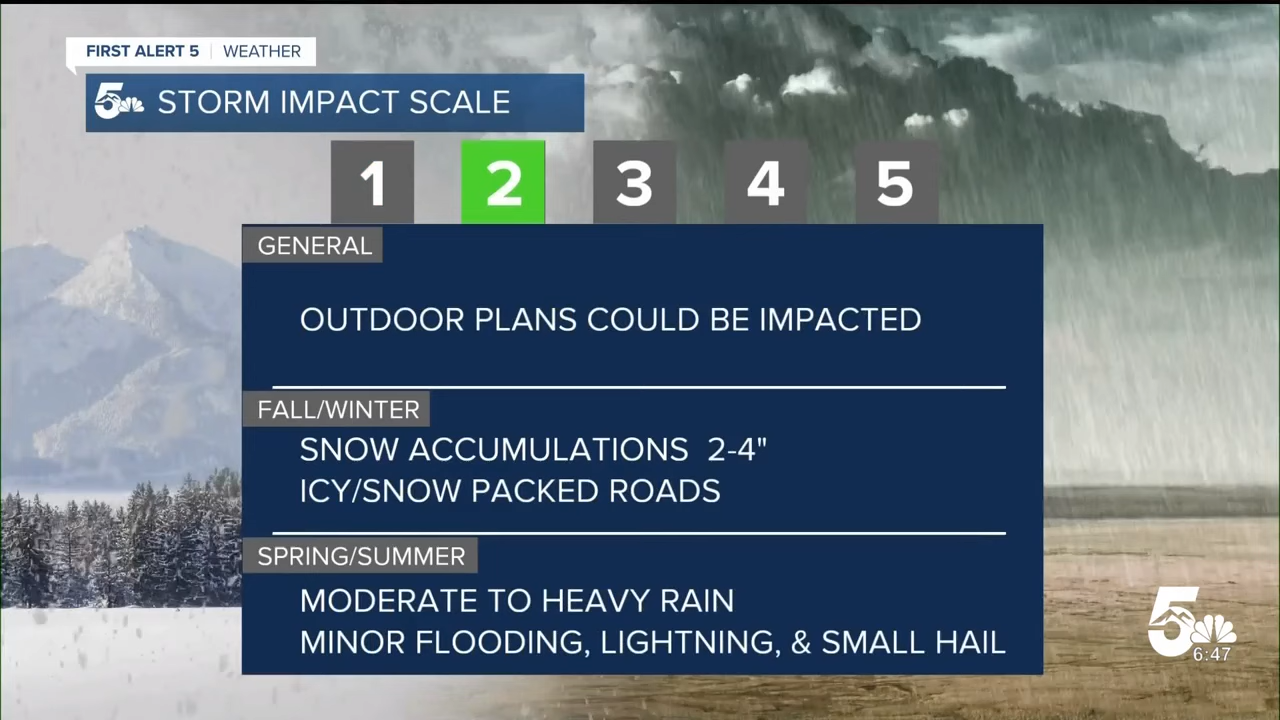 FIRST ALERT 5 | WEATHER
5 STORM IMPACT SCALE
1 2 3 4 5
GENERAL
OUTDOOR PLANS COULD BE IMPACTED
FALL/WINTER
SNOW ACCUMULATIONS 2-4"
ICY/SNOW PACKED ROADS
SPRING/SUMMER
MODERATE TO HEAVY RAIN
MINOR FLOODING, LIGHTNING, & SMALL HAIL
5
6:47